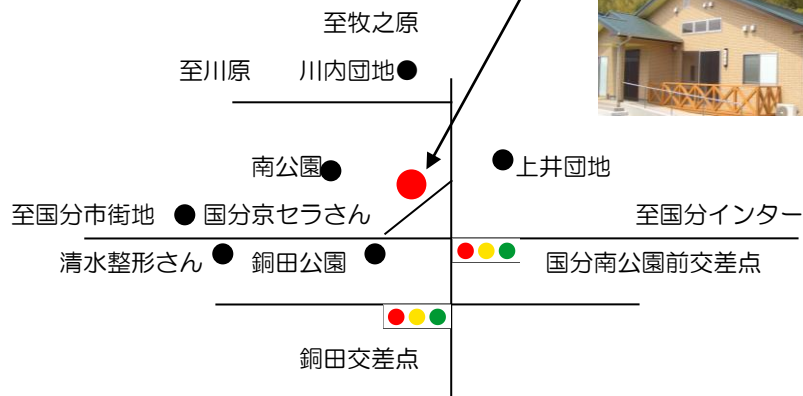 至牧之原
至川原
川内団地
南公園
上井団地
至国分市街地
国分京セラさん
至国分インター
清水整形さん
銅田公園
国分南公園前交差点
銅田交差点